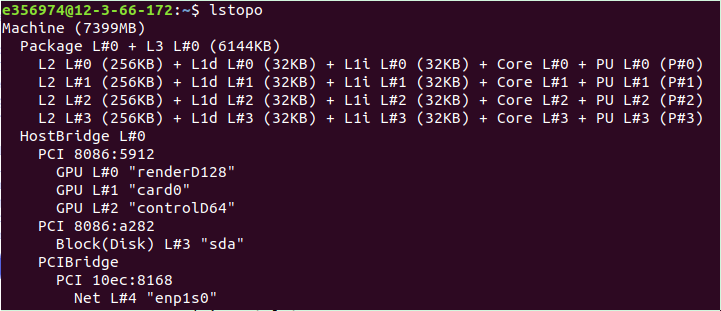 e356974@12-3-66-172:~$ lstopo
Machine (7399MB)
Package L#0 + L3 L#0 (6144KB)
L2 L#0 (256KB) + L1d L#0 (32KB) + L1i L#0 (32KB) + Core L#0 + PU L#0 (P#0)
L2 L#1 (256KB) + L1d L#1 (32KB) + L1i L#1 (32KB) + Core L#1 + PU L#1 (P#1)
L2 L#2 (256KB) + L1d L#2 (32KB) + L1i L#2 (32KB) + Core L#2 + PU L#2 (P#2)
L2 L#3 (256KB) + L1d L#3 (32KB) + L1i L#3 (32KB) + Core L#3 + PU L#3 (P#3)
HostBridge L#0
PCI 8086:5912
GPU L#0 "renderD128"
GPU L#1 "card0"
GPU L#2 "controlD64"
PCI 8086:a282
Block(Disk) L#3 "sda"
PCIBridge
PCI 10ec:8168
Net L#4 "enp1s0"